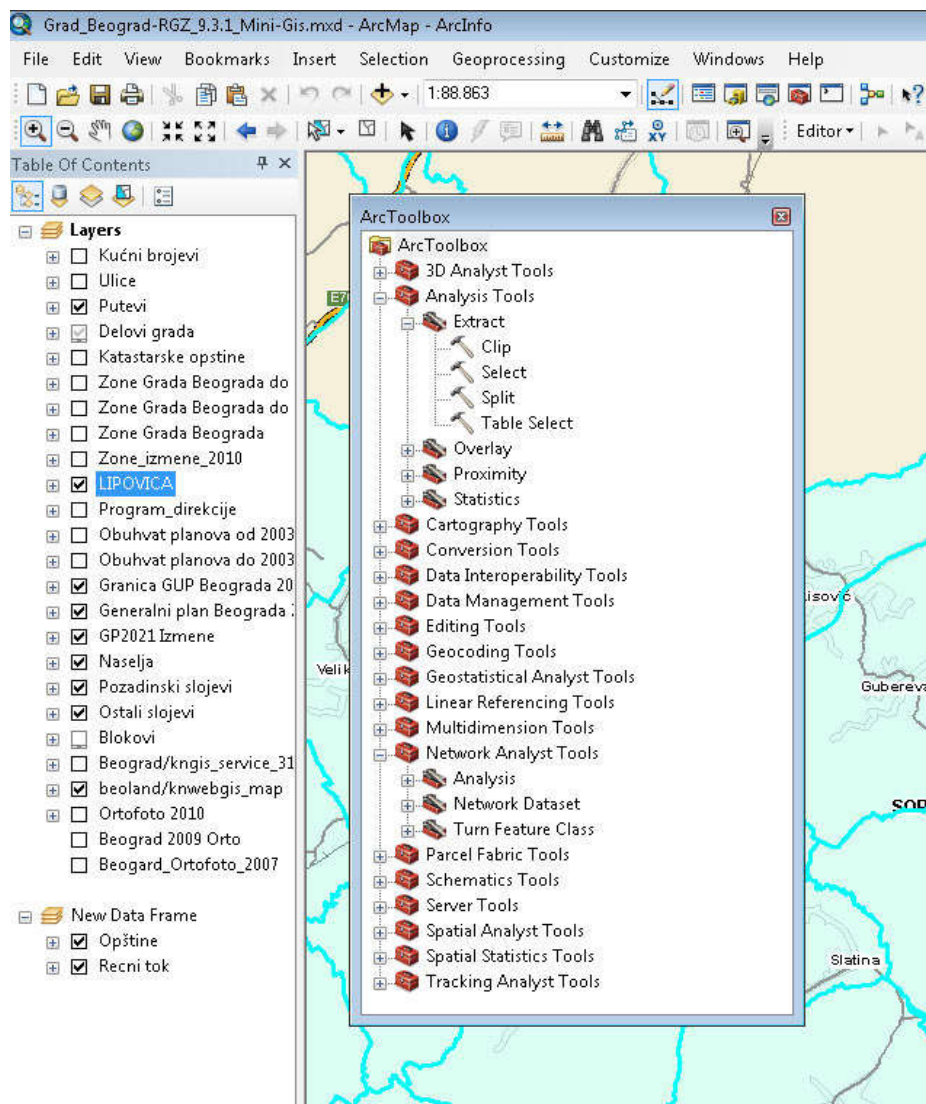 Grad_Beograd-RGZ_9.3.1_Mini-Gis.mxd - ArcMap - ArcInfo
File Edit View Bookmarks Insert Selection Geoprocessing Customize Windows Help
1:88.863
Editor
Table Of Contents
Layers
Kućni brojevi
Ulice
Putevi
Delovi grada
Katastarske opstine
Zone Grada Beograda do
Zone Grada Beograda do
Zone Grada Beograda
Zone_izmene_2010
LIPOVICA
Program_direkcije
Obuhvat planova od 2003
Obuhvat planova do 2003
Granica GUP Beograda 20
Generalni plan Beograda
GP2021 Izmene
Naselja
Pozadinski slojevi
Ostali slojevi
Blokovi
Beograd/kngis_service_31
beoland/knwebgis_map
Ortofoto 2010
Beograd 2009 Orto
Beogard_Ortofoto_2007
New Data Frame
Opštine
Recni tok
ArcToolbox
ArcToolbox
3D Analyst Tools
Analysis Tools
Extract
Clip
Select
Split
Table Select
Overlay
Proximity
Statistics
Cartography Tools
Conversion Tools
Data Interoperability Tools
Data Management Tools
Editing Tools
Geocoding Tools
Geostatistical Analyst Tools
Linear Referencing Tools
Multidimension Tools
Network Analyst Tools
Analysis
Network Dataset
Turn Feature Class
Parcel Fabric Tools
Schematics Tools
Server Tools
Spatial Analyst Tools
Spatial Statistics Tools
Tracking Analyst Tools
E7
Velik
isovic
Gubereva
SOP
Slatina